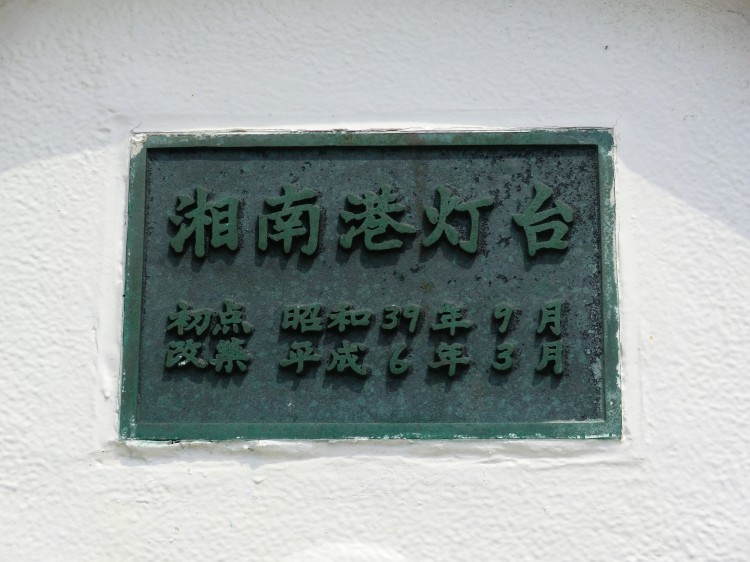 湘南港灯台
初点 昭和39年9月
改築 平成6年3月